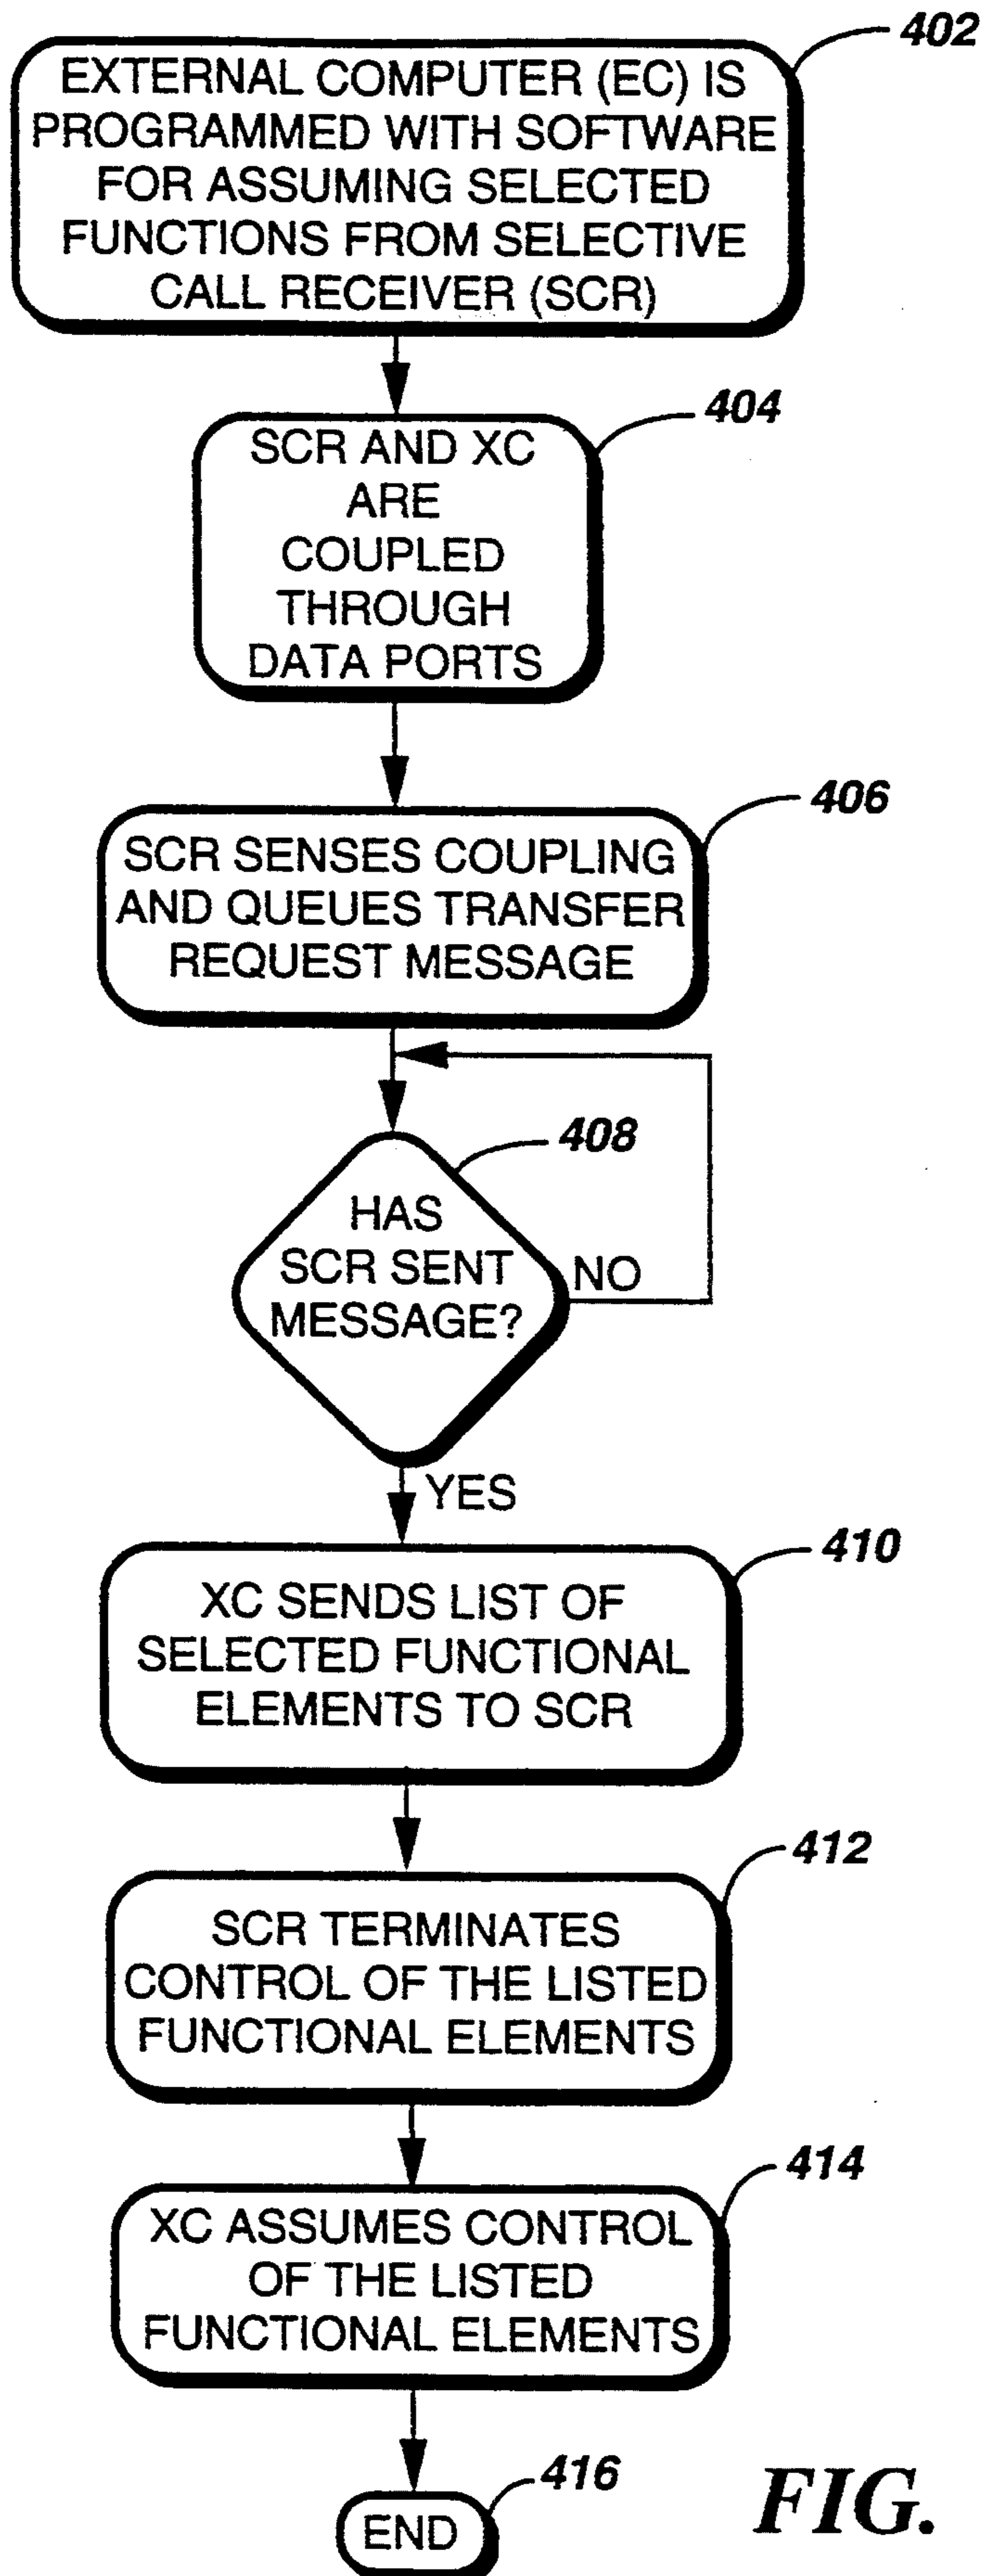 402
EXTERNAL COMPUTER (EC) IS
PROGRAMMED WITH SOFTWARE
FOR ASSUMING SELECTED
FUNCTIONS FROM SELECTIVE
CALL RECEIVER (SCR)
404
SCR AND XC
ARE
COUPLED
THROUGH
DATA PORTS
406
SCR SENSES COUPLING
AND QUEUES TRANSFER
REQUEST MESSAGE
408
HAS
SCR SENT
MESSAGE?
NO
YES
410
XC SENDS LIST OF
SELECTED FUNCTIONAL
ELEMENTS TO SCR
412
SCR TERMINATES
CONTROL OF THE LISTED
FUNCTIONAL ELEMENTS
414
XC ASSUMES CONTROL
OF THE LISTED
FUNCTIONAL ELEMENTS
416
END
FIG.